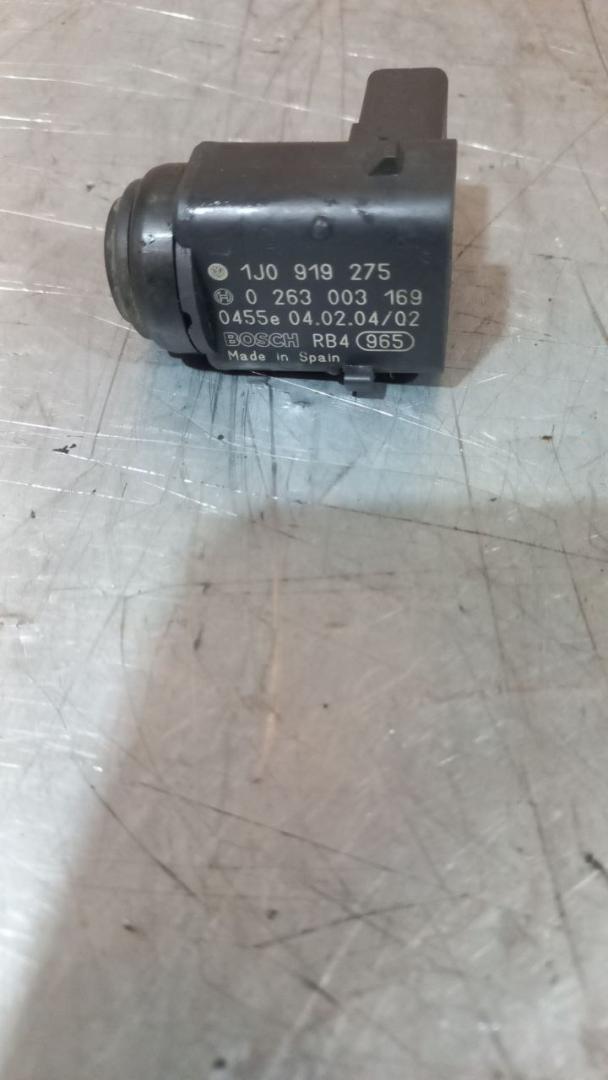 1J0 919 275
0 263 003 169
0455e 04.02.04/02
BOSCH RB4 965
Made in Spain